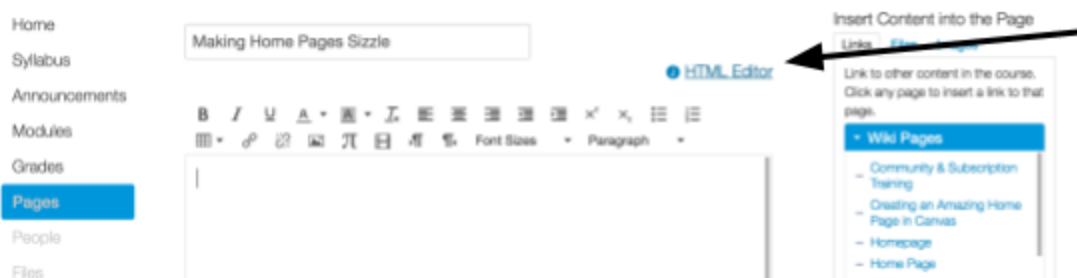 Home
Syllabus
Announcements
Modules
Grades
Pages
People
Files
Making Home Pages Sizzle
HTML Editor
B I U A
Font Sizes Paragraph
Insert Content into the Page
Links
Link to other content in the course.
Click any page to insert a link to that
page.
Wiki Pages
Community & Subscription
Training
Creating an Amazing Home
Page in Canvas
Homepage
Home Page